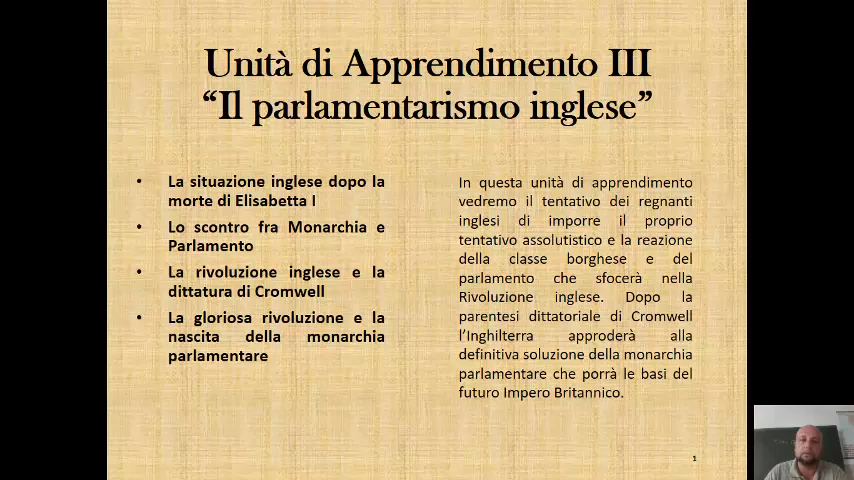 Unità di Apprendimento III
“Il parlamentarismo inglese”
• La situazione inglese dopo la
morte di Elisabetta I
• Lo scontro fra Monarchia e
Parlamento
• La rivoluzione inglese e la
dittatura di Cromwell
• La gloriosa rivoluzione e la
nascita della monarchia
parlamentare
In questa unità di apprendimento
vedremo il tentativo dei regnanti
inglesi di imporre il proprio
tentativo assolutistico e la reazione
della classe borghese e del
parlamento che sfocerà nella
Rivoluzione inglese. Dopo la
parentesi dittatoriale di Cromwell
l’Inghilterra approderà alla
definitiva soluzione della monarchia
parlamentare che porrà le basi del
futuro Impero Britannico.
1